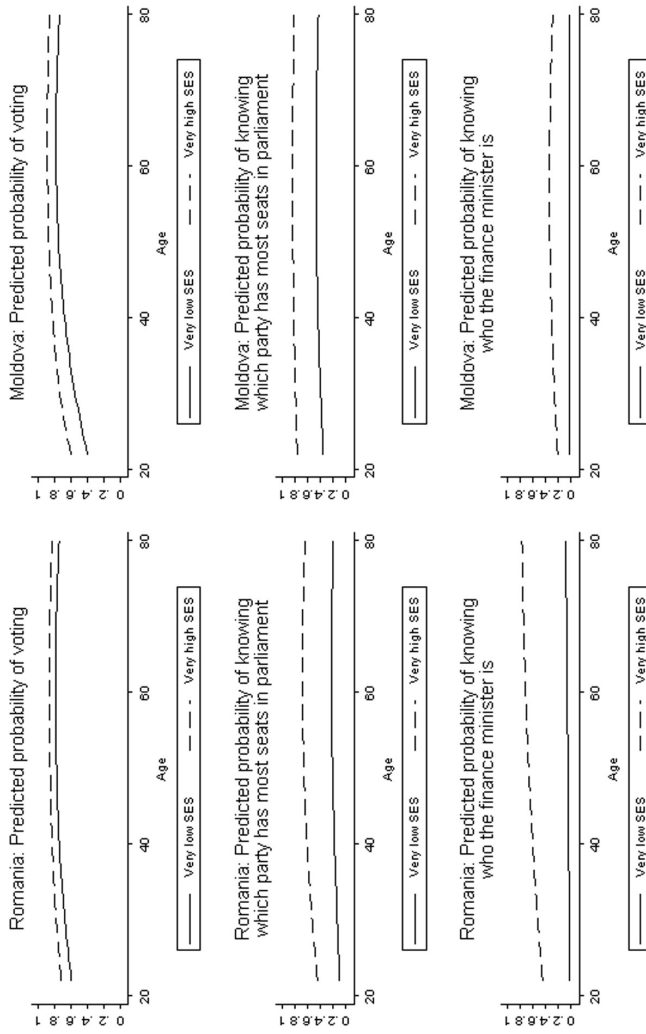 Romania: Predicted probability of voting
0 .2 .4 .6 .8 1
20 40 60 80
Age
Very low SES Very high SES
Moldova: Predicted probability of voting
0 .2 .4 .6 .8 1
20 40 60 80
Age
Very low SES Very high SES
Romania: Predicted probability of knowing
which party has most seats in parliament
0 .2 .4 .6 .8 1
20 40 60 80
Age
Very low SES Very high SES
Moldova: Predicted probability of knowing
which party has most seats in parliament
0 .2 .4 .6 .8 1
20 40 60 80
Age
Very low SES Very high SES
Romania: Predicted probability of knowing
who the finance minister is
0 .2 .4 .6 .8 1
20 40 60 80
Age
Very low SES Very high SES
Moldova: Predicted probability of knowing
who the finance minister is
0 .2 .4 .6 .8 1
20 40 60 80
Age
Very low SES Very high SES